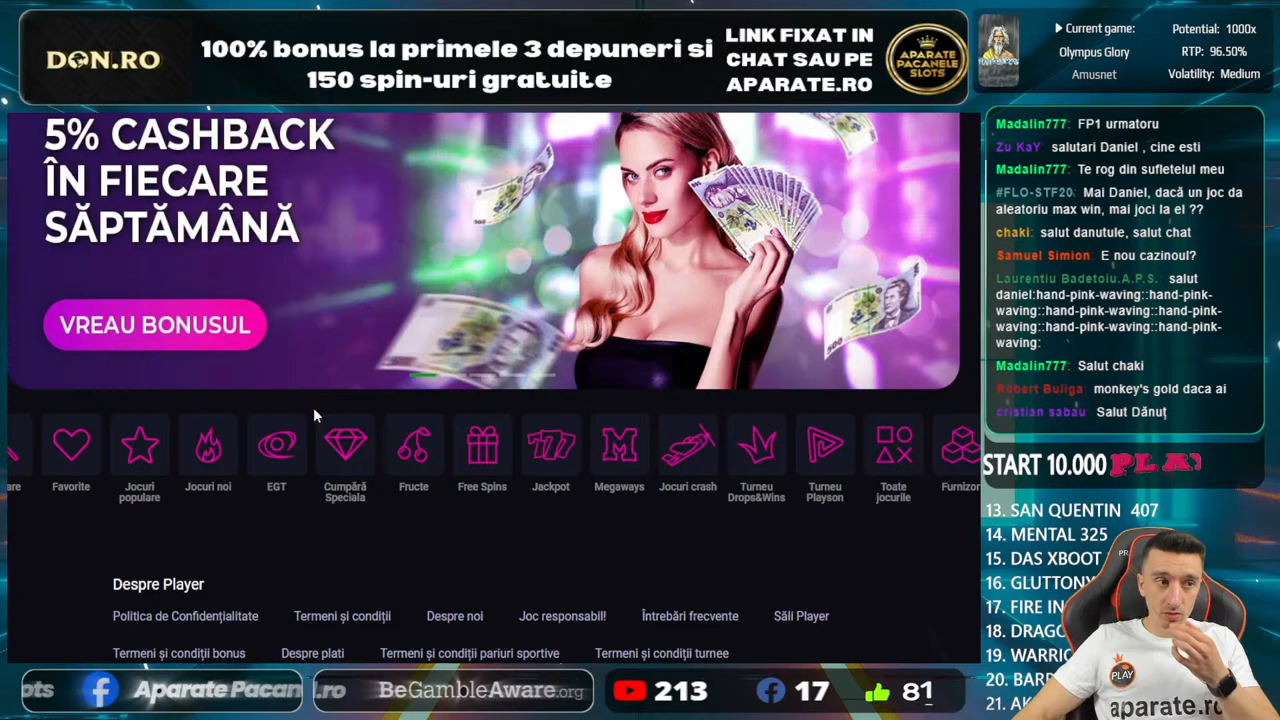 DON.RO
100% bonus la primele 3 depuneri si
150 spin-uri gratuite
LINK FIXAT IN
CHAT SAU PE
APARATE.RO
APARATE
PACANELE
SLOTS
Current game:
Olympus Glory
Amusnet
Potential: 1000x
RTP: 96.50%
Volatility: Medium
5% CASHBACK
ÎN FIECARE
SĂPTĂMÂNĂ
VREAU BONUSUL
are
Favorite
Jocuri
populare
Jocuri noi
EGT
Cumpără
Speciala
Fructe
Free Spins
777
Jackpot
M
Megaways
Jocuri crash
Turneu
Drops&Wins
Turneu
Playson
Toate
jocurile
Furnizor
Despre Player
Politica de Confidențialitate
Termeni și condiții
Despre noi
Joc responsabil!
Întrebări frecvente
Săli Player
Termeni și condiții bonus
Despre plati
Termeni și condiții pariuri sportive
Termeni și condiții turnee
Madalin777: FP1 urmatoru
Zu KaY: salutari Daniel , cine esti
Madalin777: Te rog din sufletelul meu
#FLO-STF20: Mai Daniel, dacă un joc da
aleatoriu max win, mai joci la el ??
chaki: salut danutule, salut chat
Samuel Simion: E nou cazinoul?
Laurentiu Badetoiu.A.P.S.: salut
daniel:hand-pink-waving::hand-pink-
waving::hand-pink-waving::hand-pink-
waving::hand-pink-waving::hand-pink-
waving:
Madalin777: Salut chaki
Robert Buliga: monkey's gold daca ai
cristian sabau: Salut Dănuț
START 10.000 PLAY
13. SAN QUENTIN 407
14. MENTAL 325
15. DAS XBOOT
16. GLUTTONY
17. FIRE IN
18. DRAGO
19. WARRIO
20. BARB
21. AK
PLAY
aparate.ro
ots
Aparate Pacan
.ro
BeGambleAware.org
213
17
81